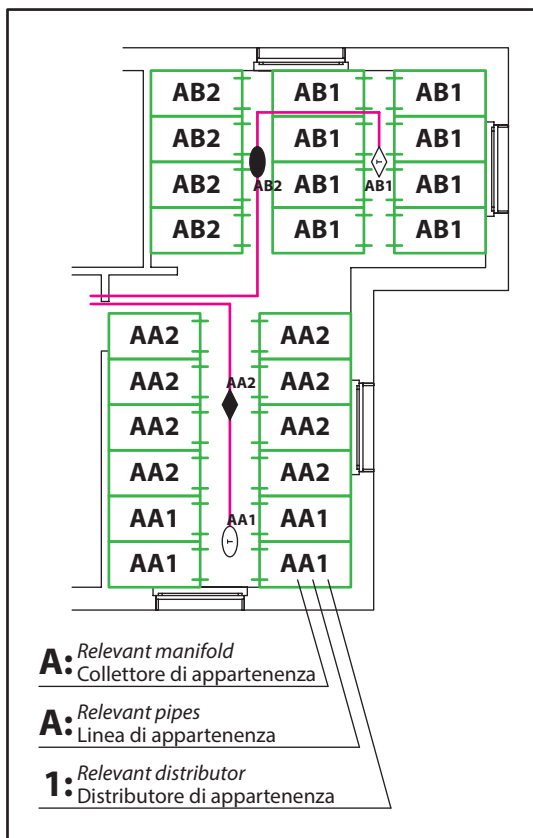 AB2 AB1 AB1
AB2 AB1 AB1
T
AB2 AB1
AB2 AB1 AB1
AB2 AB1 AB1
AA2 AA2
AA2 AA2
AA2
AA2 AA2
AA2 AA2
AA1 AA1
AA1
T
AA1 AA1
A: Relevant manifold
Collettore di appartenenza
A: Relevant pipes
Linea di appartenenza
1: Relevant distributor
Distributore di appartenenza